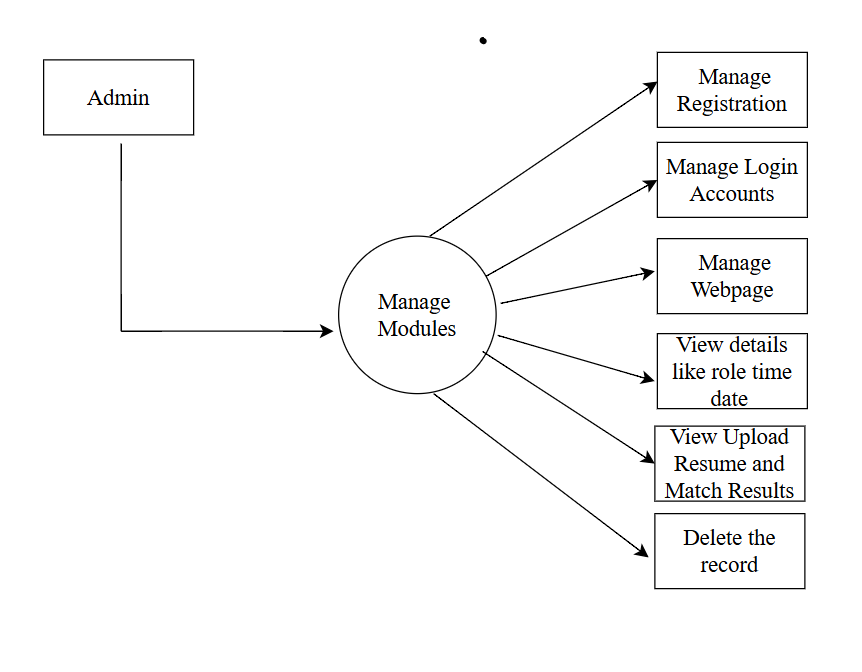 Admin
Manage
Modules
Manage
Registration
Manage Login
Accounts
Manage
Webpage
View details
like role time
date
View Upload
Resume and
Match Results
Delete the
record